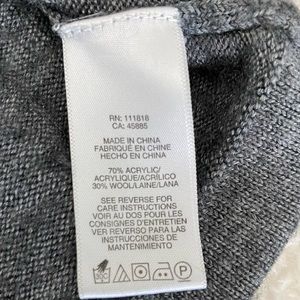 RN: 111818
CA: 45885
MADE IN CHINA
FABRIQUÉ EN CHINE
HECHO EN CHINA
70% ACRYLIC/
ACRYLIQUE/ACRÍLICO
30% WOOL/LAINE/LANA
SEE REVERSE FOR
CARE INSTRUCTIONS
VOIR AU DOS POUR LES
CONSIGNES D'ENTRETIEN
VER REVERSO PARA LAS
INSTRUCCIONES DE
MANTENIMIENTO
P